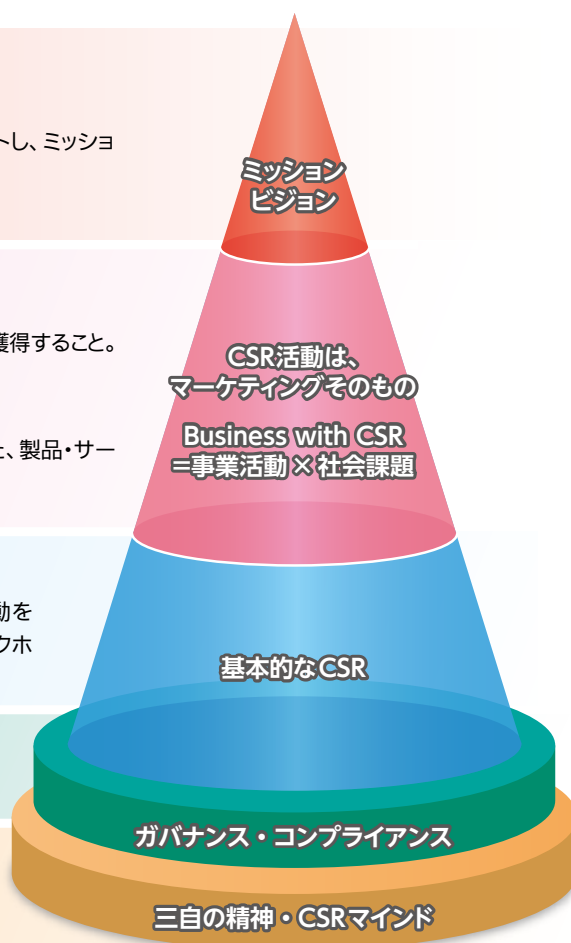 トし、ミッショ
ミッション
ビジョン
獲得すること。
CSR活動は、
マーケティングそのもの
Business with CSR
＝事業活動×社会課題
、製品・サー
動を
クホ
基本的なCSR
ガバナンス・コンプライアンス
三自の精神・CSRマインド